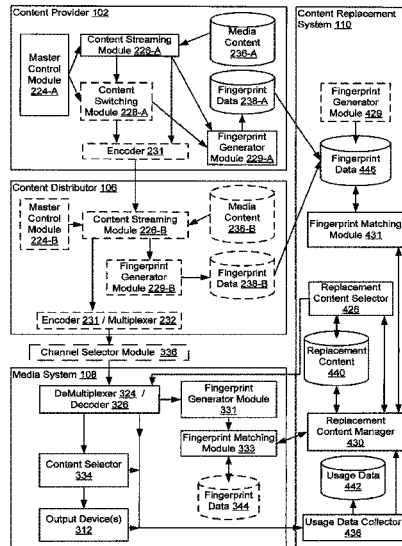 Content Provider 102
Master
Control
Module
224-A
Content Streaming
Module 226-A
Media
Content
236-A
Content
Switching
Module 228-A
Fingerprint
Data
238-A
Encoder 231
Fingerprint
Generator
Module 229-A
Content Distributor 106
Master
Control
Module
224-B
Content Streaming
Module 226-B
Media
Content
236-B
Fingerprint
Generator
Module 229-B
Fingerprint
Data 238-B
Encoder 231 / Multiplexer 232
Channel Selector Module 336
Media System 108
DeMultiplexer 324 /
Decoder 326
Fingerprint
Generator Module
331
Fingerprint Matching
Module 333
Content Selector
334
Fingerprint
Data 344
Output Device(s)
312
Content Replacement
System 110
Fingerprint
Generator
Module 429
Fingerprint
Data
446
Fingerprint Matching
Module 431
Replacement
Content Selector
426
Replacement
Content
440
Replacement
Content Manager
430
Usage Data
442
Usage Data Collector
436